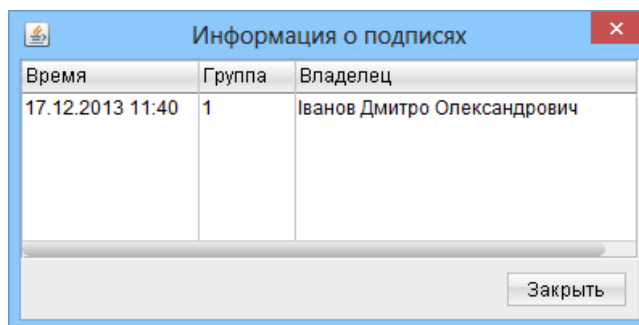 Информация о подписях
Время Группа Владелец
17.12.2013 11:40 1 Іванов Дмитро Олександрович
Закрыть